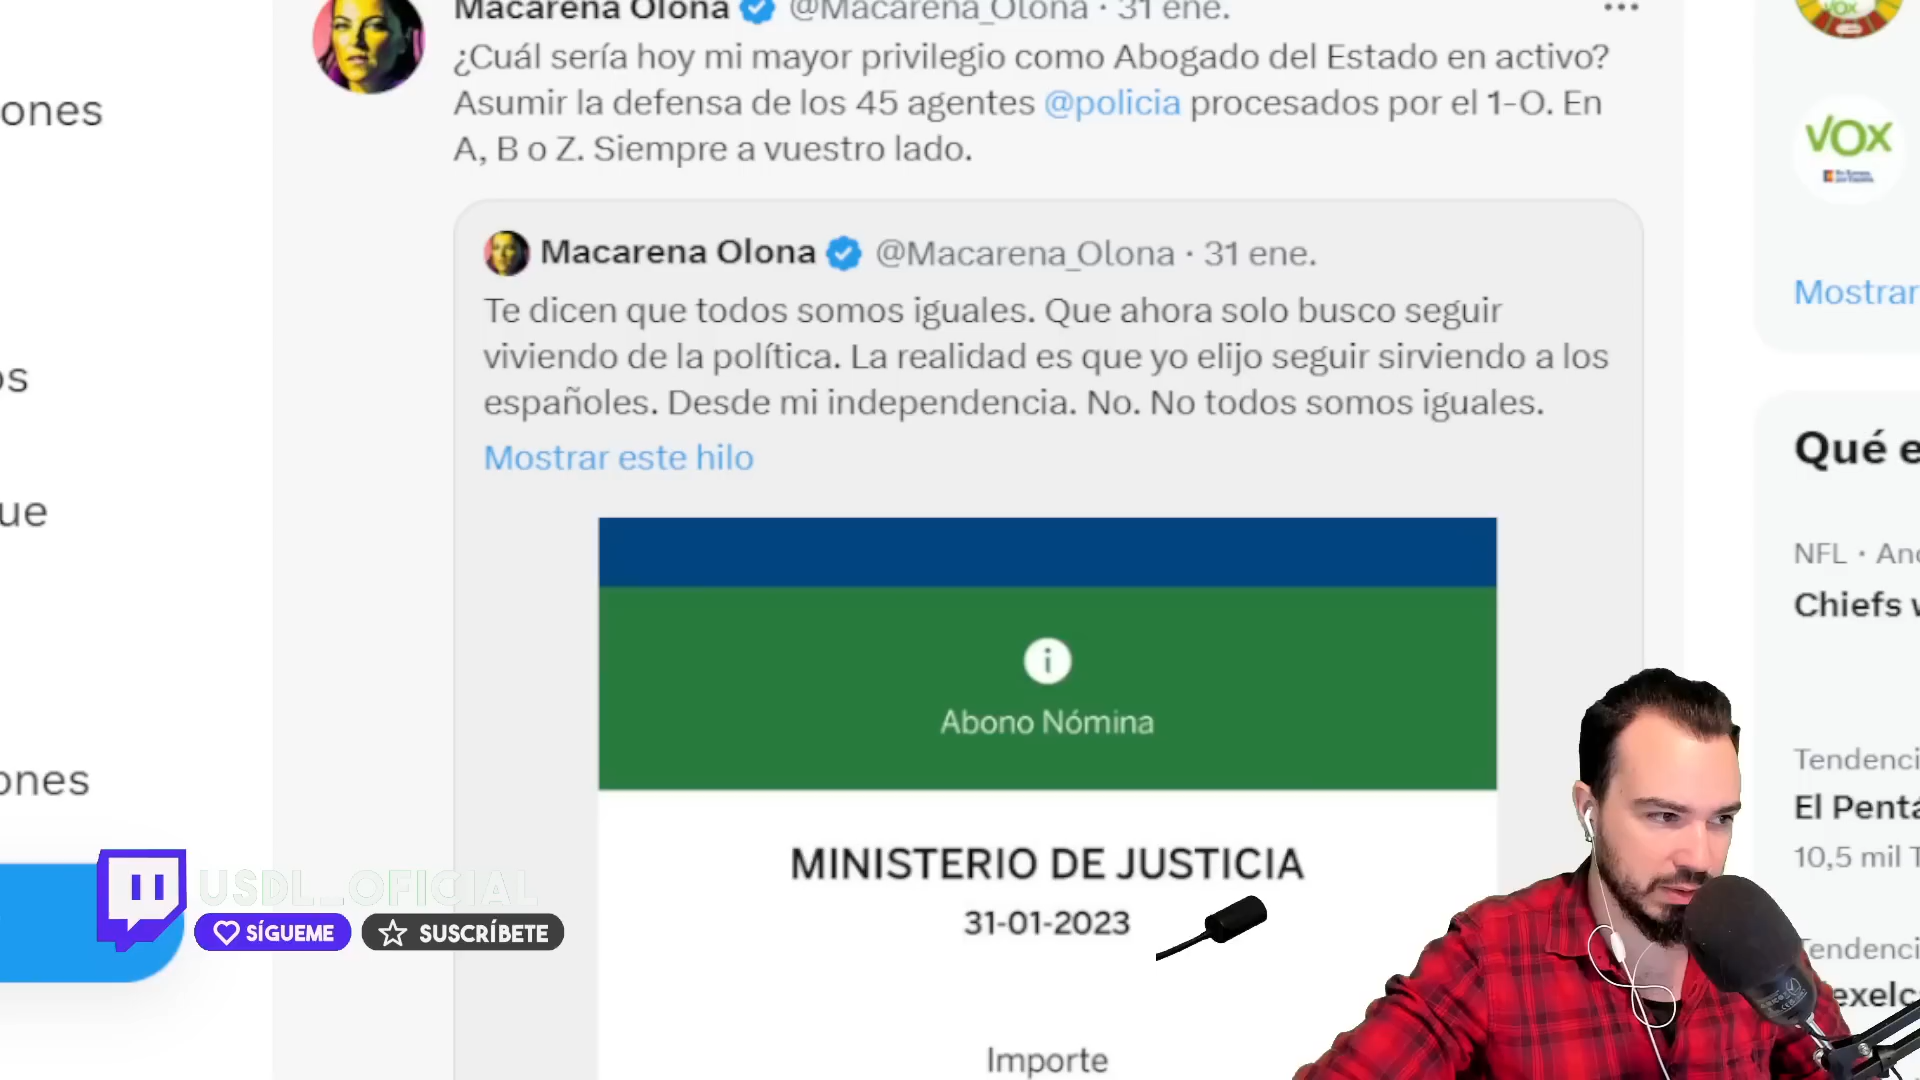 Macarena Olona @Macarena_Olona · 31 ene.
¿Cuál sería hoy mi mayor privilegio como Abogado del Estado en activo?
Asumir la defensa de los 45 agentes @policia procesados por el 1-O. En
A, B o Z. Siempre a vuestro lado.
Macarena Olona @Macarena_Olona · 31 ene.
Te dicen que todos somos iguales. Que ahora solo busco seguir
viviendo de la política. La realidad es que yo elijo seguir sirviendo a los
españoles. Desde mi independencia. No. No todos somos iguales.
Mostrar este hilo
i
Abono Nómina
MINISTERIO DE JUSTICIA
31-01-2023
Importe
ones
os
ue
ones
USDL_OFICIAL
SÍGUEME
SUSCRÍBETE
VOX
VOX
Mostrar
Qué e
NFL ·
Chiefs
Tendenci
El Pentá
10,5 mil T
Tendenci
exelc